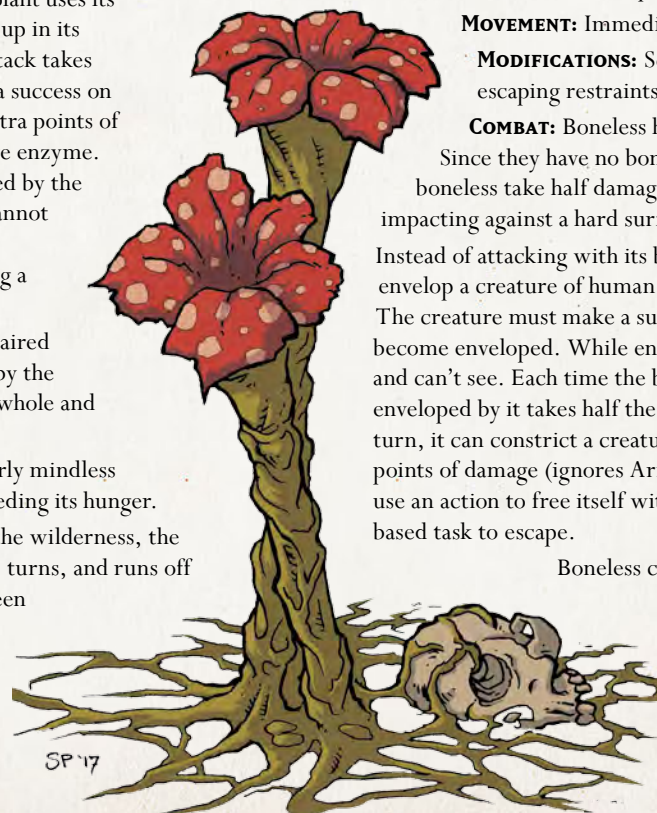 plant uses its
up in its
tack takes
a success on
tra points of
e enzyme.
ed by the
annot
g a
aired
by the
whole and
rly mindless
eding its hunger.
he wilderness, the
turns, and runs off
een
MOVEMENT: Immedi
MODIFICATIONS: S
escaping restraints
COMBAT: Boneless h
Since they have no bon
boneless take half damag
impacting against a hard sur
Instead of attacking with its b
envelop a creature of human
The creature must make a su
become enveloped. While en
and can't see. Each time the b
enveloped by it takes half the
turn, it can constrict a creatu
points of damage (ignores Ar
use an action to free itself wit
based task to escape.
Boneless c
SP '17